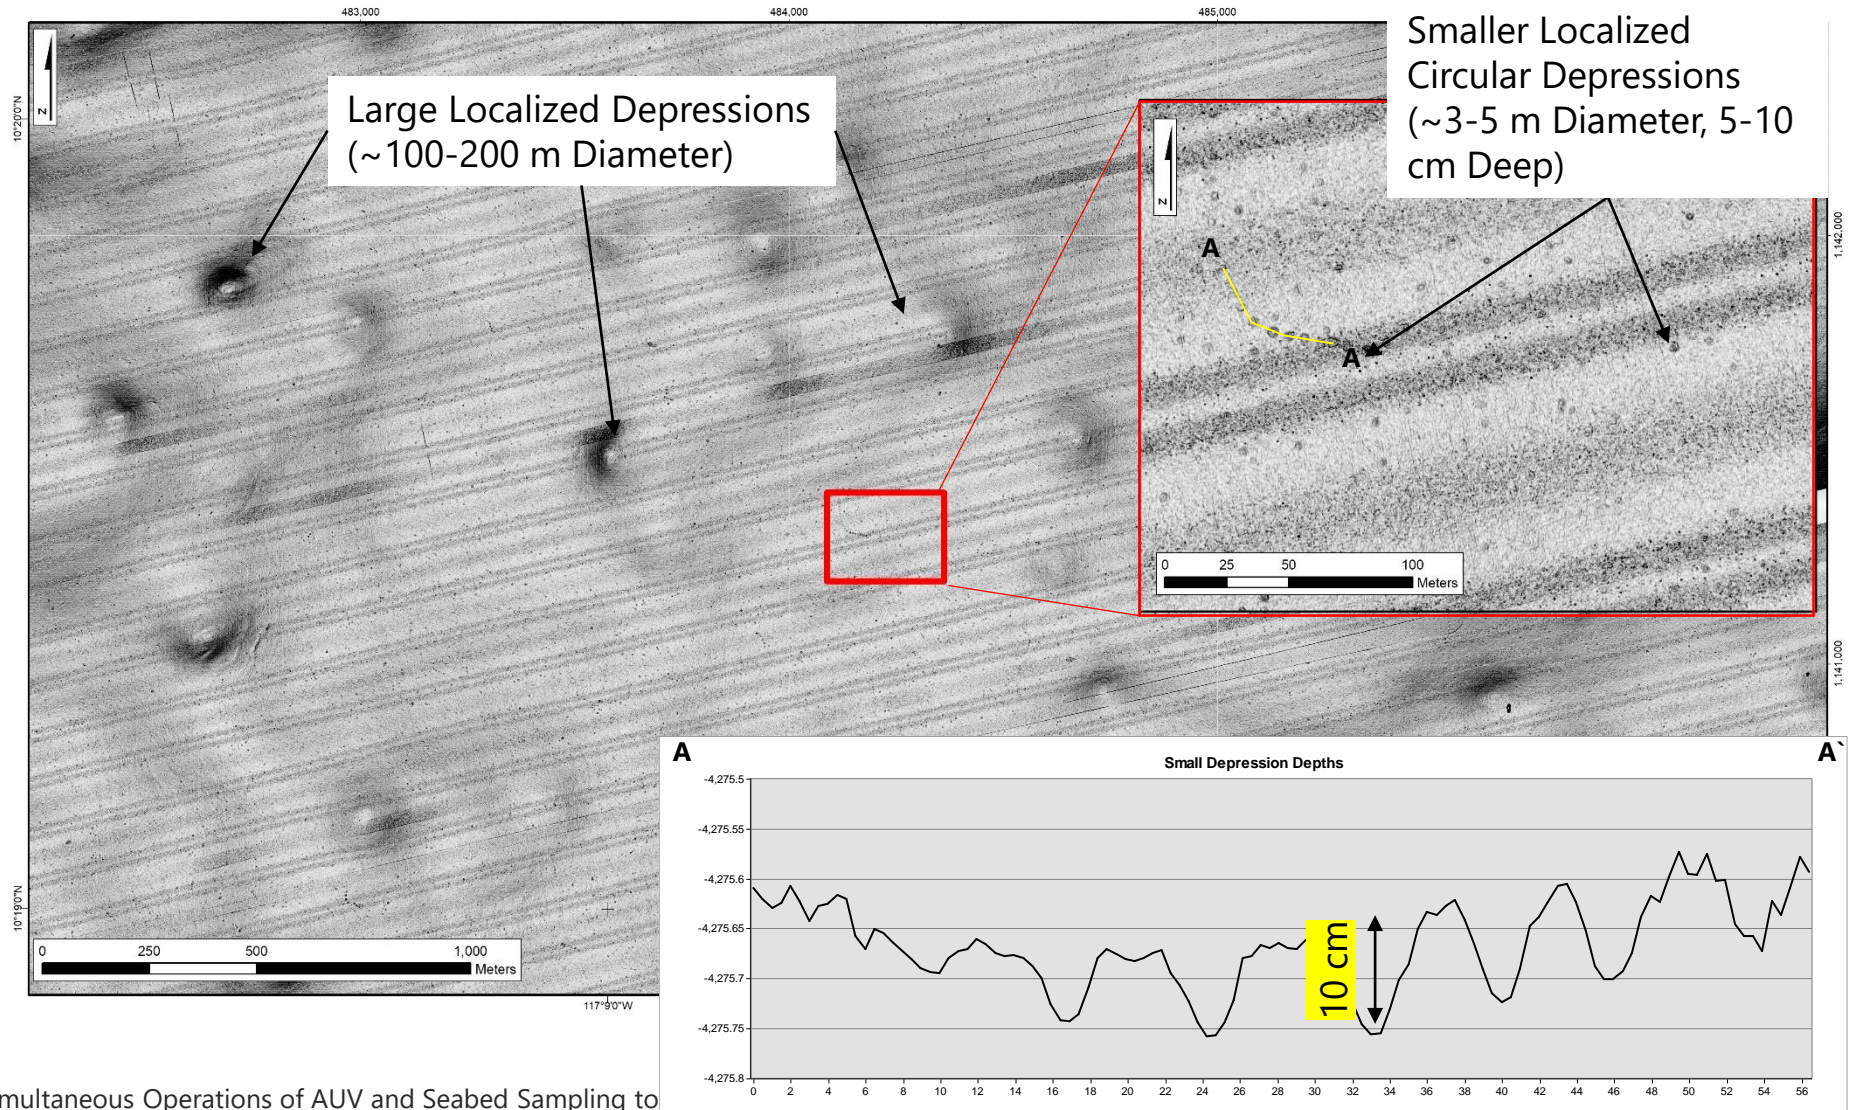 483,000
484,000
485,000
Smaller Localized
Circular Depressions
(~3-5 m Diameter, 5-10
cm Deep)
Large Localized Depressions
(~100-200 m Diameter)
N
N
10°20'0"N
1,142,000
A
A
0 25 50 100
Meters
1,141,000
10°19'0"N
0 250 500 1,000
Meters
117°9'0"W
A
A`
Small Depression Depths
-4,275.5
-4,275.55
-4,275.6
-4,275.65
-4,275.7
-4,275.75
-4,275.8
10 cm
0 2 4 6 8 10 12 14 16 18 20 22 24 26 28 30 32 34 36 38 40 42 44 46 48 50 52 54 56
multaneous Operations of AUV and Seabed Sampling to